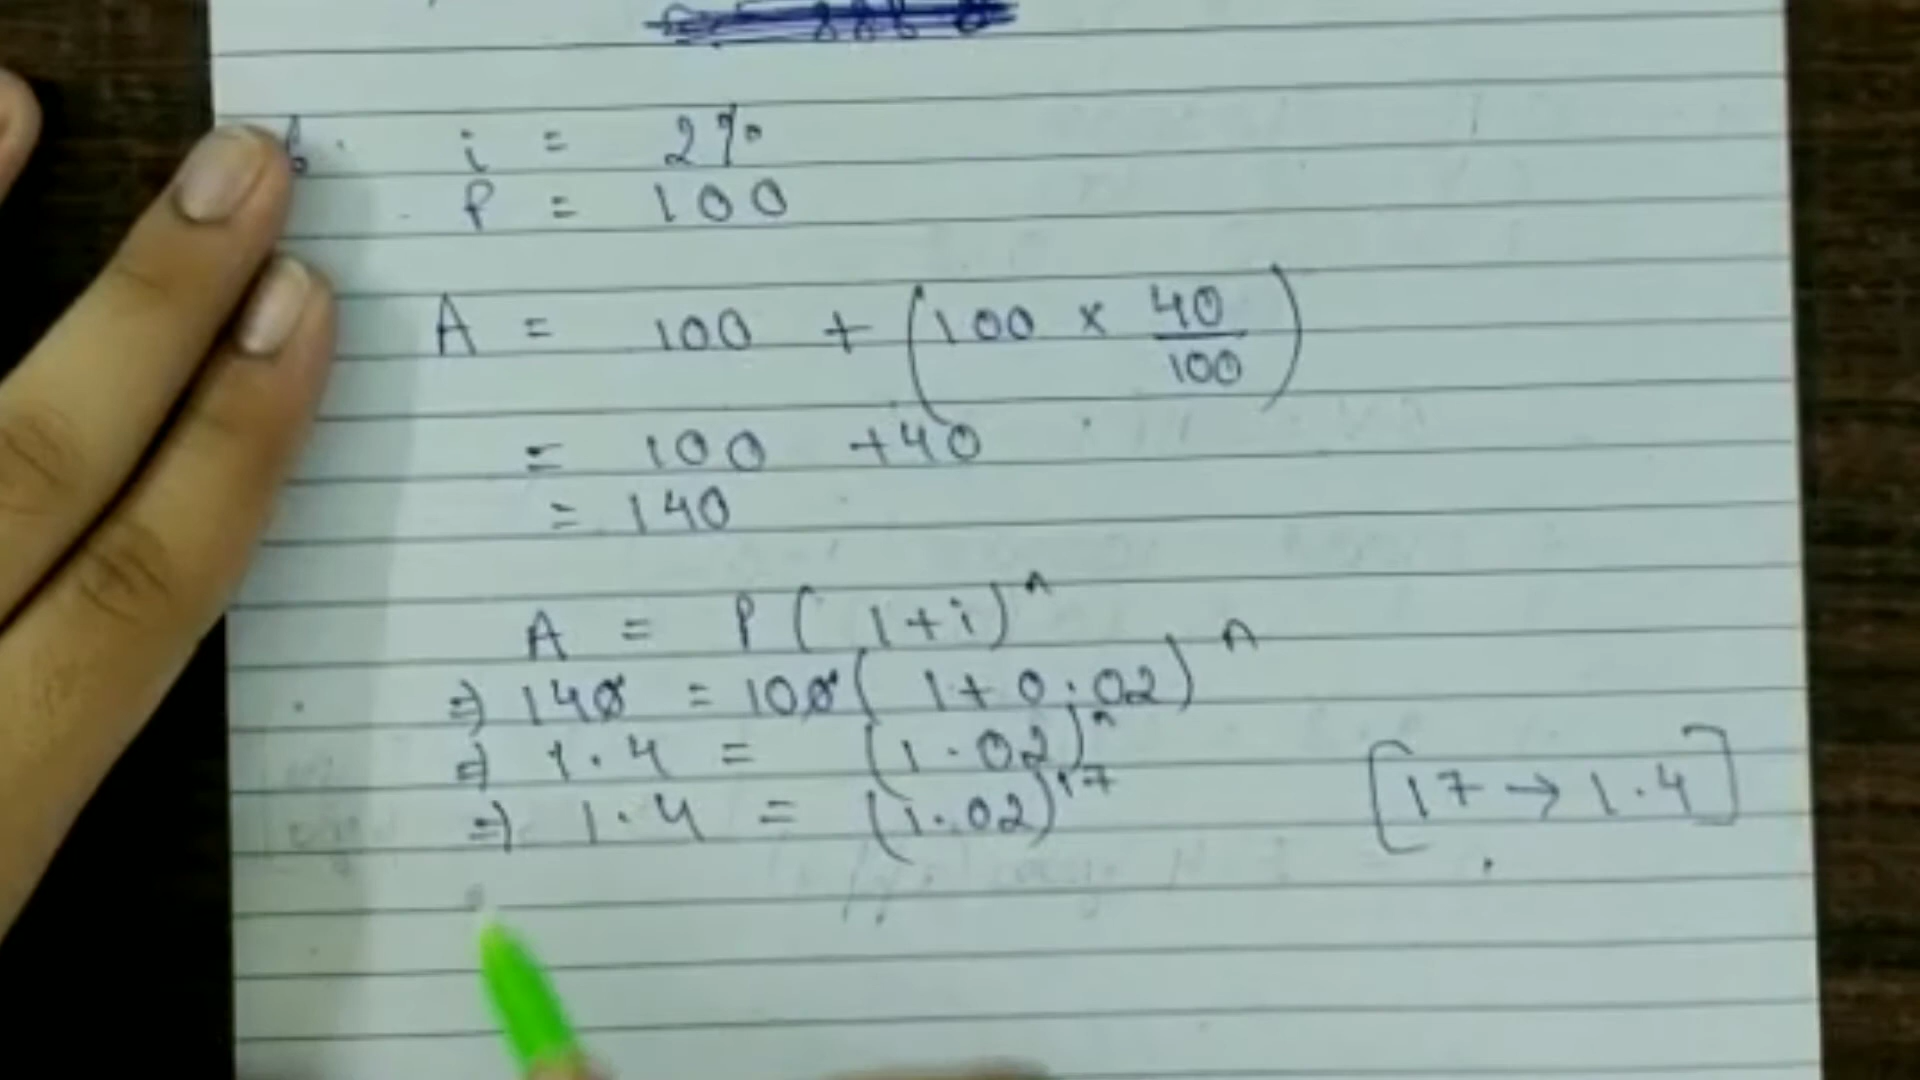 6. i = 2%
P = 100
A = 100 + (100 × 40/100)
= 100 + 40
= 140
A = P(1+i)^n
⇒ 140 = 100(1+0.02)^n
⇒ 1.4 = (1.02)^n
⇒ 1.4 = (1.02)^17 [17 → 1.4]